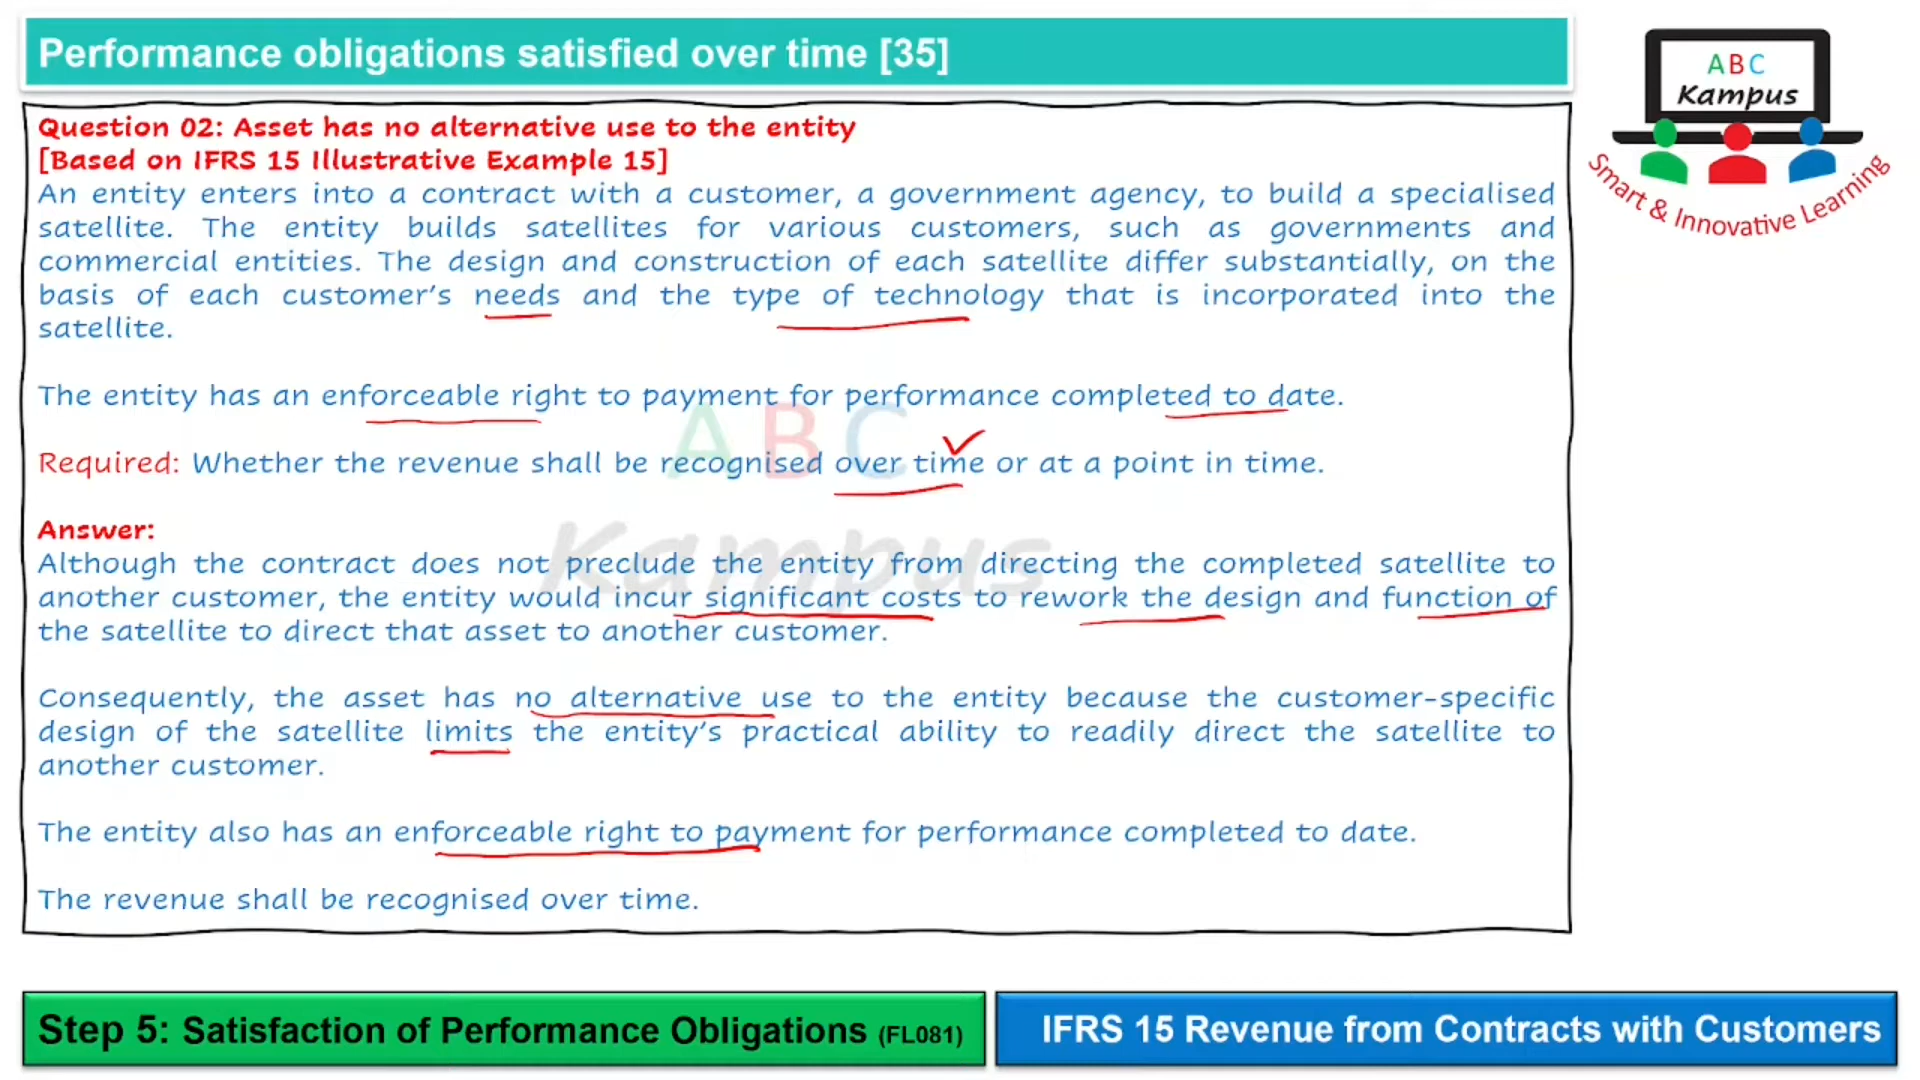 Performance obligations satisfied over time [35]
ABC
Kampus
Smart & Innovative Learning
Question 02: Asset has no alternative use to the entity
[Based on IFRS 15 Illustrative Example 15]
An entity enters into a contract with a customer, a government agency, to build a specialised
satellite. The entity builds satellites for various customers, such as governments and
commercial entities. The design and construction of each satellite differ substantially, on the
basis of each customer's needs and the type of technology that is incorporated into the
satellite.
The entity has an enforceable right to payment for performance completed to date.
Required: Whether the revenue shall be recognised over time or at a point in time.
ABC
Kampus
Answer:
Although the contract does not preclude the entity from directing the completed satellite to
another customer, the entity would incur significant costs to rework the design and function of
the satellite to direct that asset to another customer.
Consequently, the asset has no alternative use to the entity because the customer-specific
design of the satellite limits the entity's practical ability to readily direct the satellite to
another customer.
The entity also has an enforceable right to payment for performance completed to date.
The revenue shall be recognised over time.
Step 5: Satisfaction of Performance Obligations (FL081)
IFRS 15 Revenue from Contracts with Customers